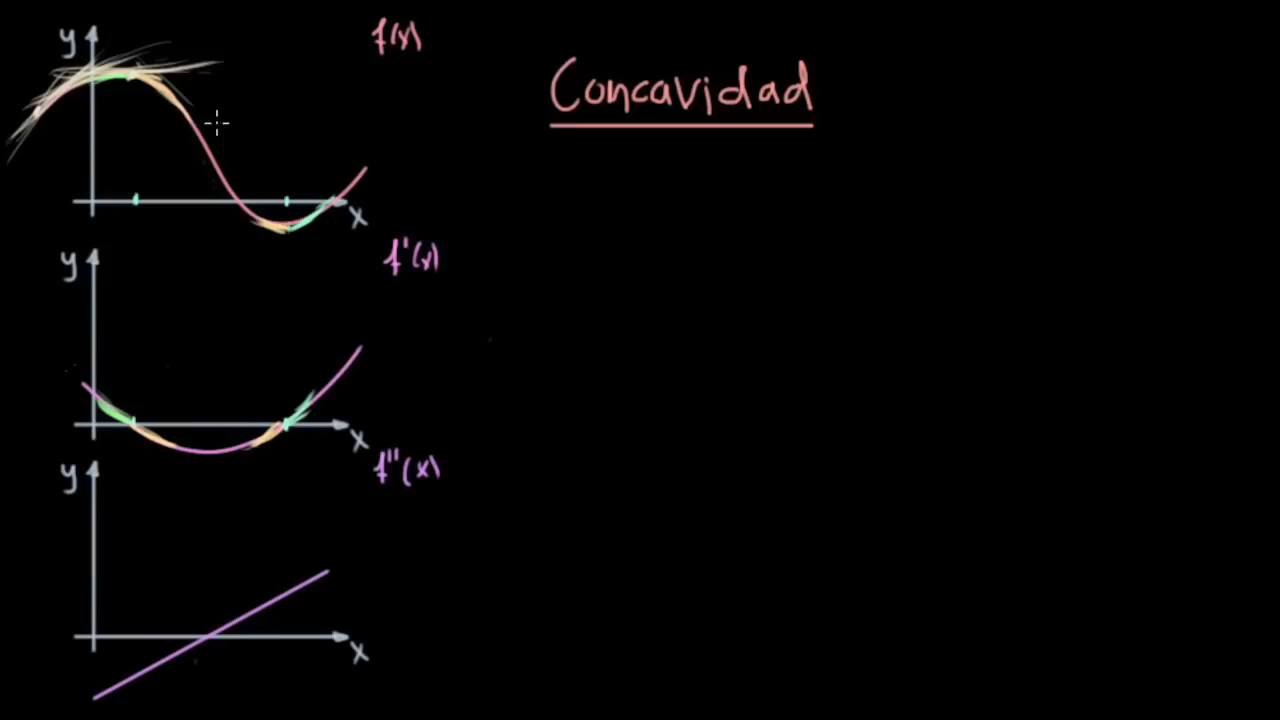 y
f(x)
Concavidad
x
y
f'(x)
x
y
f''(x)
x